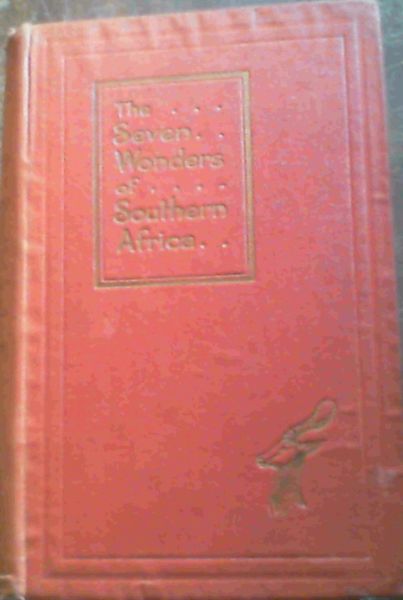 The . . .
Seven . .
Wonders
of . . . .
Southern
Africa . .